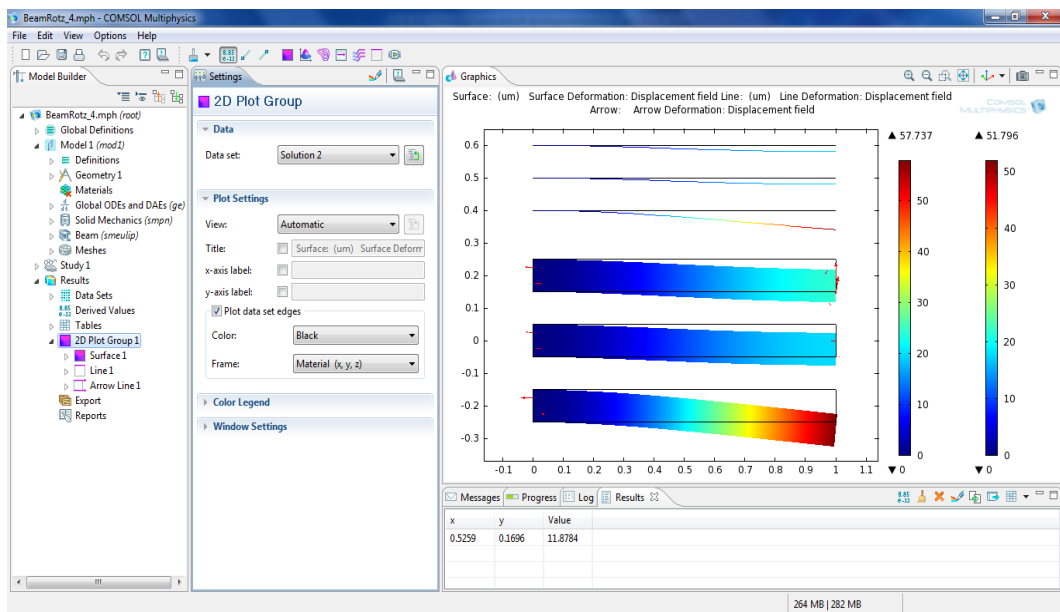 BeamRotz_4.mph - COMSOL Multiphysics
File Edit View Options Help
Model Builder
BeamRotz_4.mph (root)
Global Definitions
Model 1 (mod1)
Definitions
Geometry 1
Materials
Global ODEs and DAEs (ge)
Solid Mechanics (smpn)
Beam (smeulip)
Meshes
Study 1
Results
Data Sets
8.85
e-12
Derived Values
Tables
2D Plot Group 1
Surface 1
Line 1
Arrow Line 1
Export
Reports
Settings
2D Plot Group
Data
Data set: Solution 2
Plot Settings
View: Automatic
Title: Surface: (um) Surface Deform
x-axis label:
y-axis label:
Plot data set edges
Color: Black
Frame: Material (x, y, z)
Color Legend
Window Settings
Graphics
Surface: (um) Surface Deformation: Displacement field Line: (um) Line Deformation: Displacement field
Arrow: Arrow Deformation: Displacement field
COMSOL
MULTIPHYSICS
▲ 57.737 ▲ 51.796
0.6
0.5
0.4
0.3
0.2
0.1
0
-0.1
-0.2
-0.3
-0.1 0 0.1 0.2 0.3 0.4 0.5 0.6 0.7 0.8 0.9 1 1.1
50
40
30
20
10
0
▼ 0
50
40
30
20
10
0
▼ 0
Messages Progress Log Results
8.85
e-12
x y Value
0.5259 0.1696 11.8784
264 MB | 282 MB